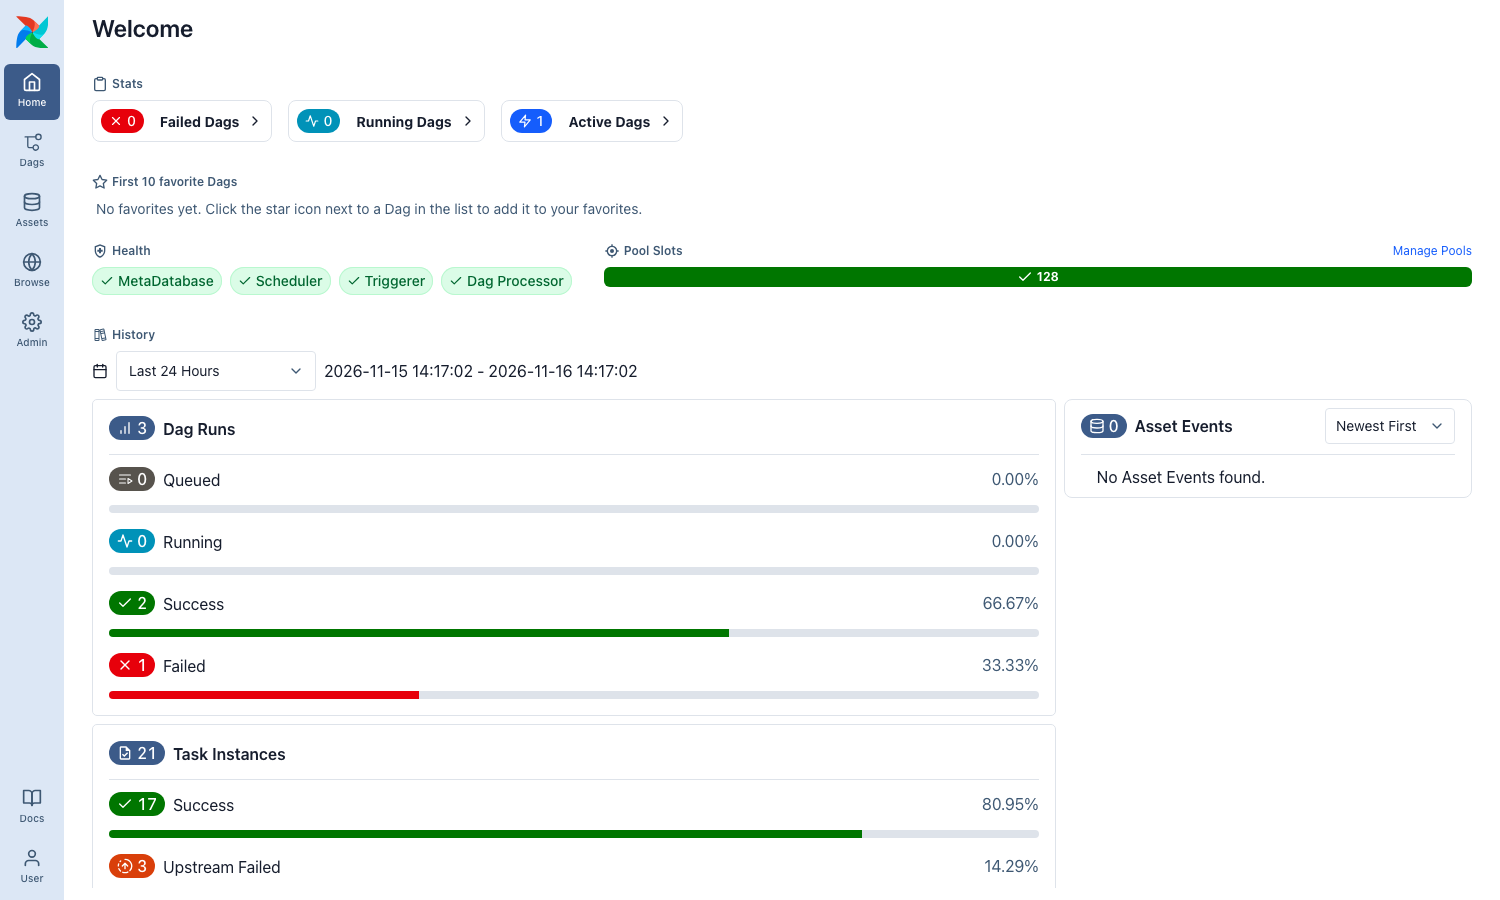 Welcome
Home
Dags
Assets
Browse
Admin
Docs
User
Stats
0 Failed Dags
0 Running Dags
1 Active Dags
First 10 favorite Dags
No favorites yet. Click the star icon next to a Dag in the list to add it to your favorites.
Health
MetaDatabase Scheduler Triggerer Dag Processor
Pool Slots Manage Pools
128
History
Last 24 Hours 2026-11-15 14:17:02 - 2026-11-16 14:17:02
3 Dag Runs
0 Queued 0.00%
0 Running 0.00%
2 Success 66.67%
1 Failed 33.33%
21 Task Instances
17 Success 80.95%
3 Upstream Failed 14.29%
0 Asset Events Newest First
No Asset Events found.